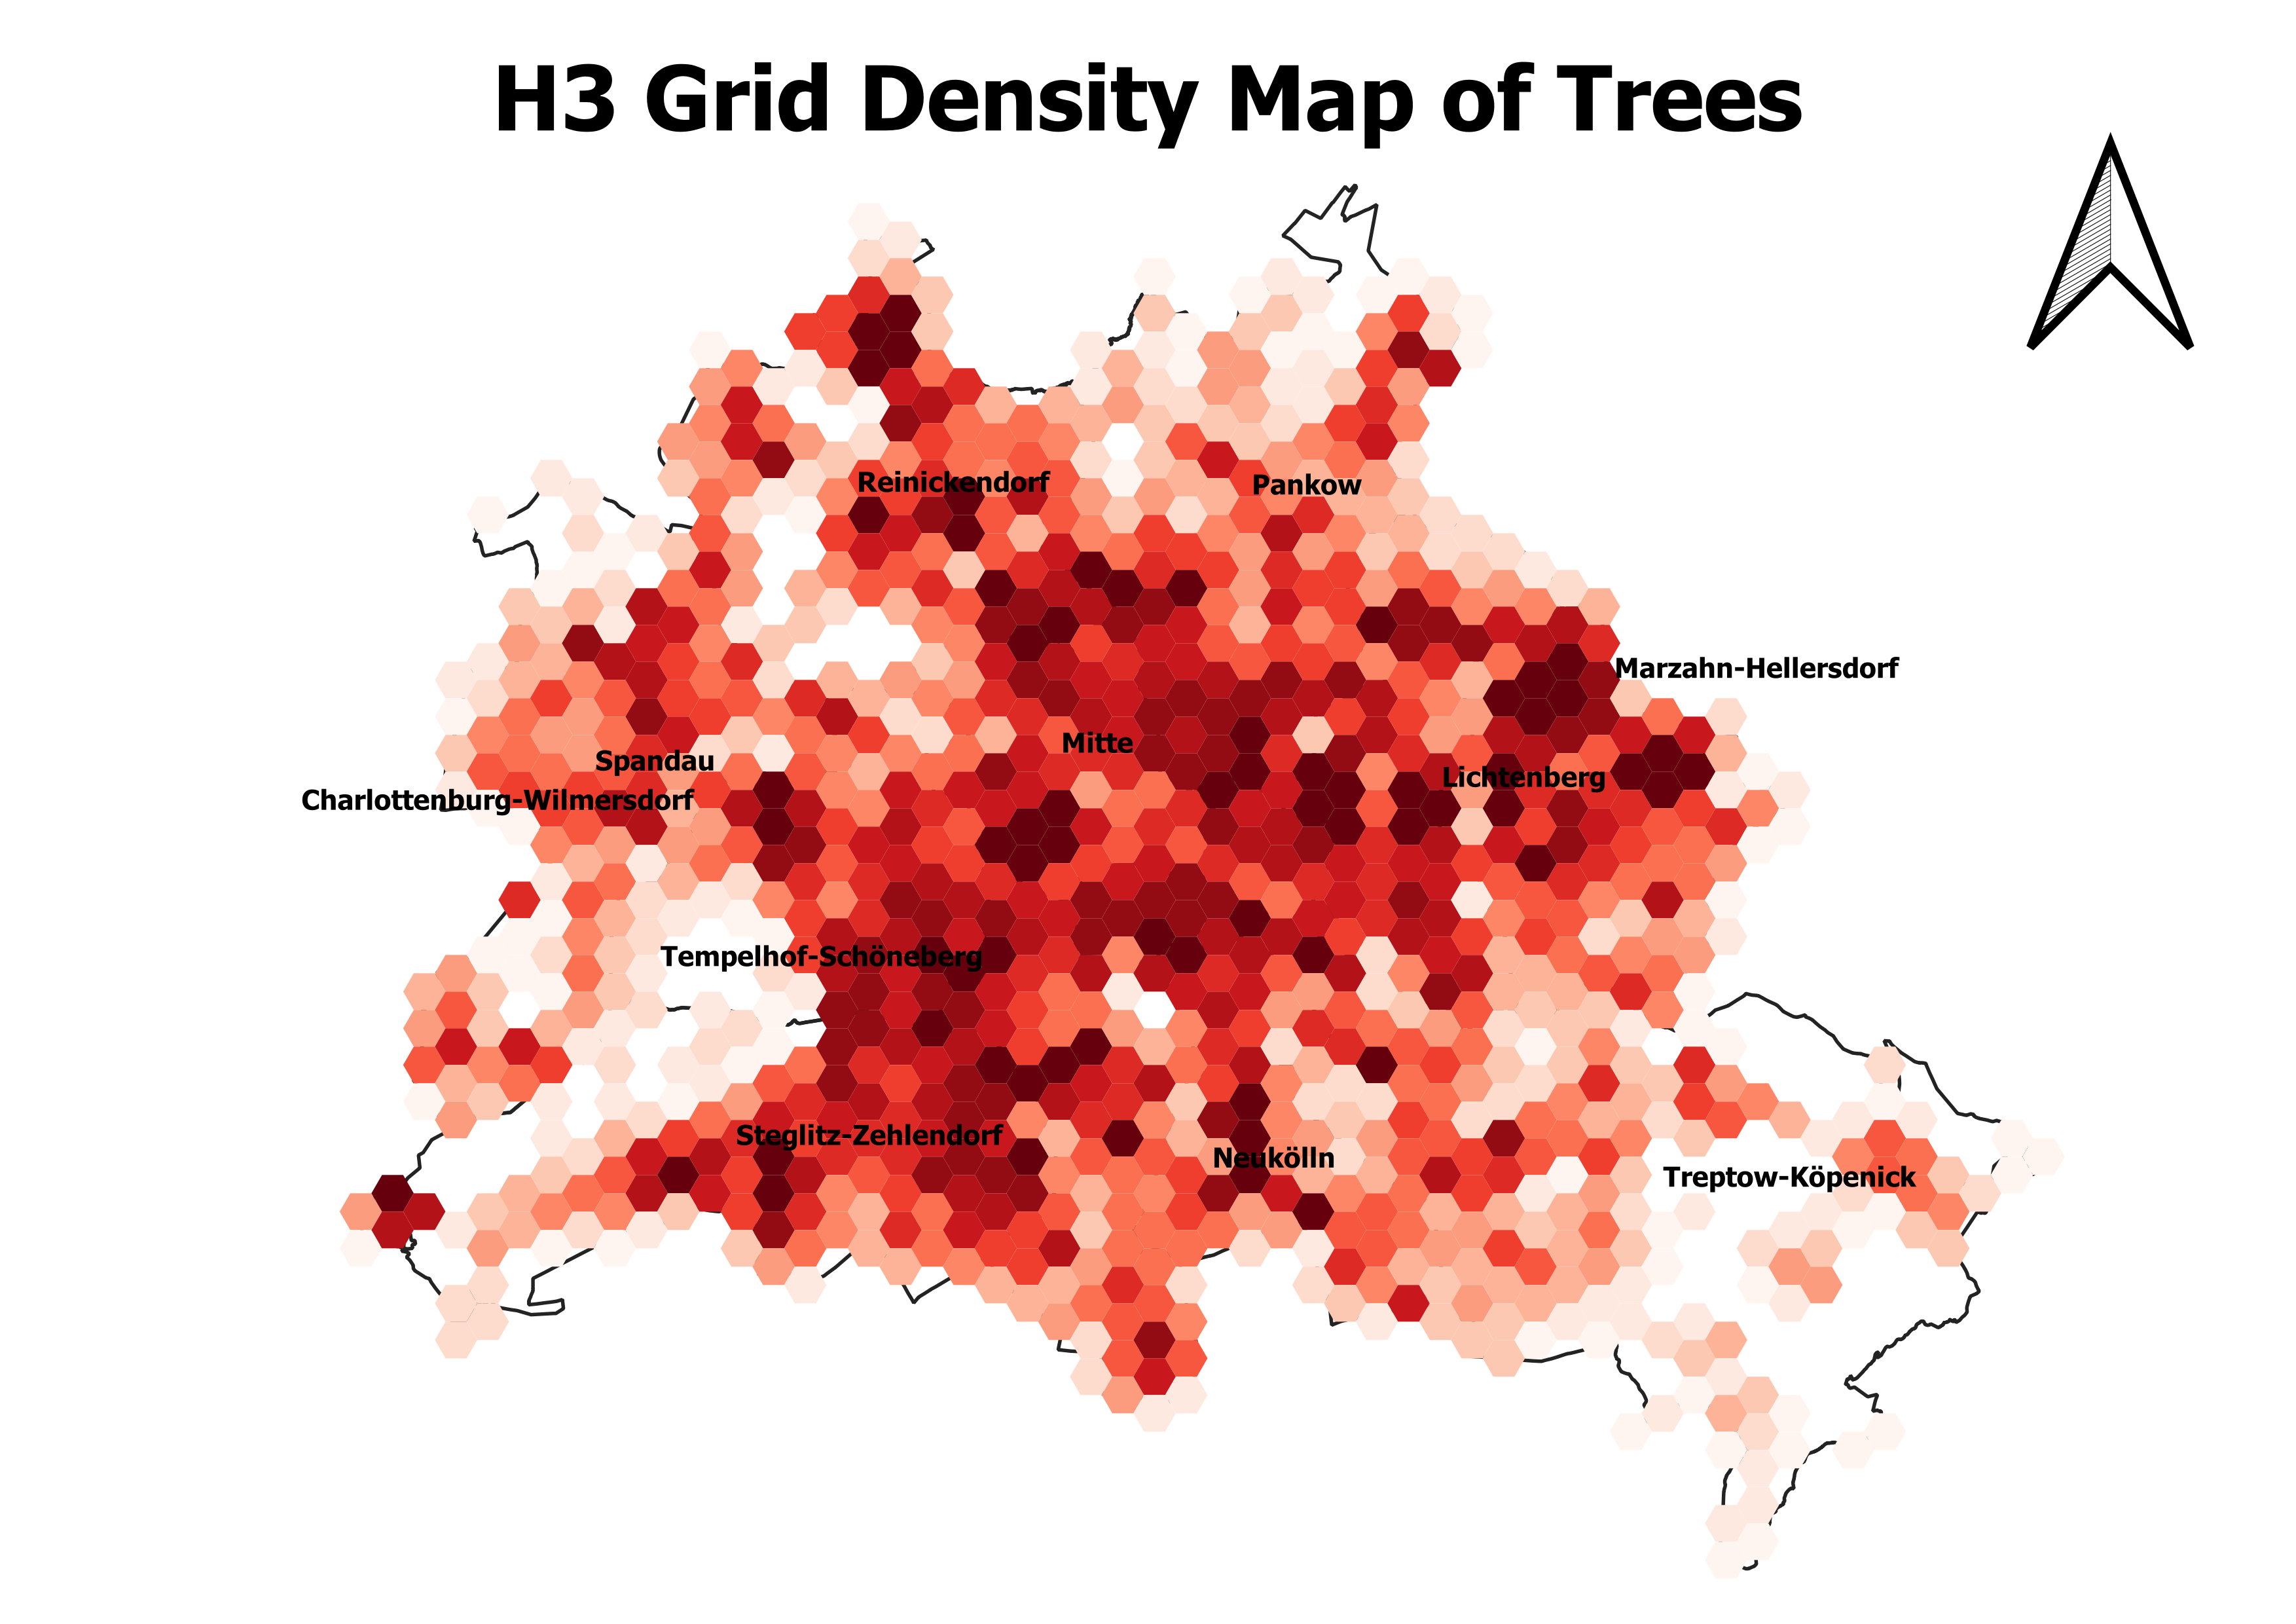 H3 Grid Density Map of Trees
Reinickendorf
Pankow
Marzahn-Hellersdorf
Mitte
Spandau
Lichtenberg
Charlottenburg-Wilmersdorf
Tempelhof-Schöneberg
Steglitz-Zehlendorf
Neukölln
Treptow-Köpenick